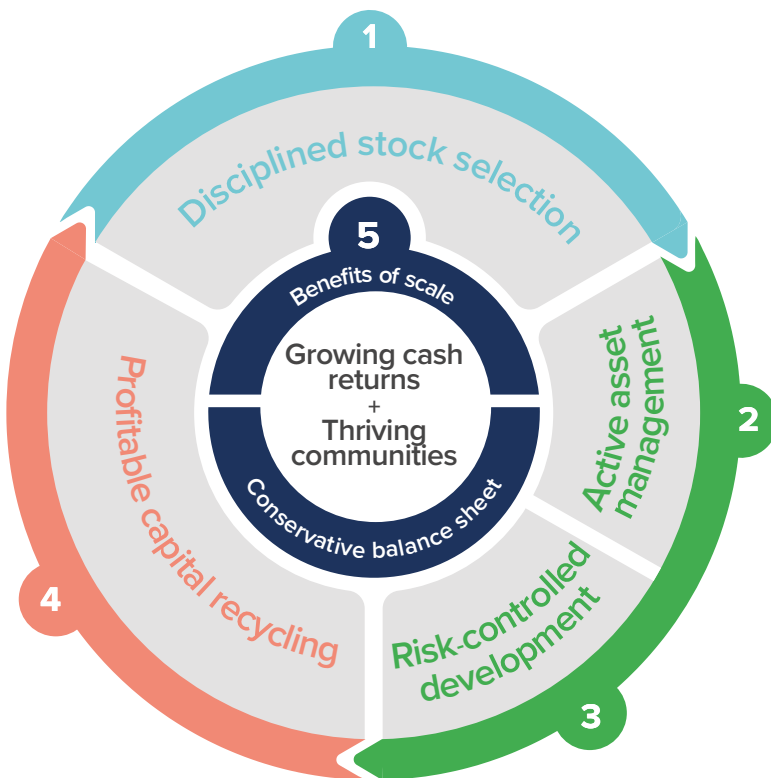 1
Disciplined stock selection
5
Benefits of scale
Growing cash
returns
+
Thriving
communities
Conservative balance sheet
2
Active asset
management
3
Risk-controlled
development
4
Profitable capital recycling